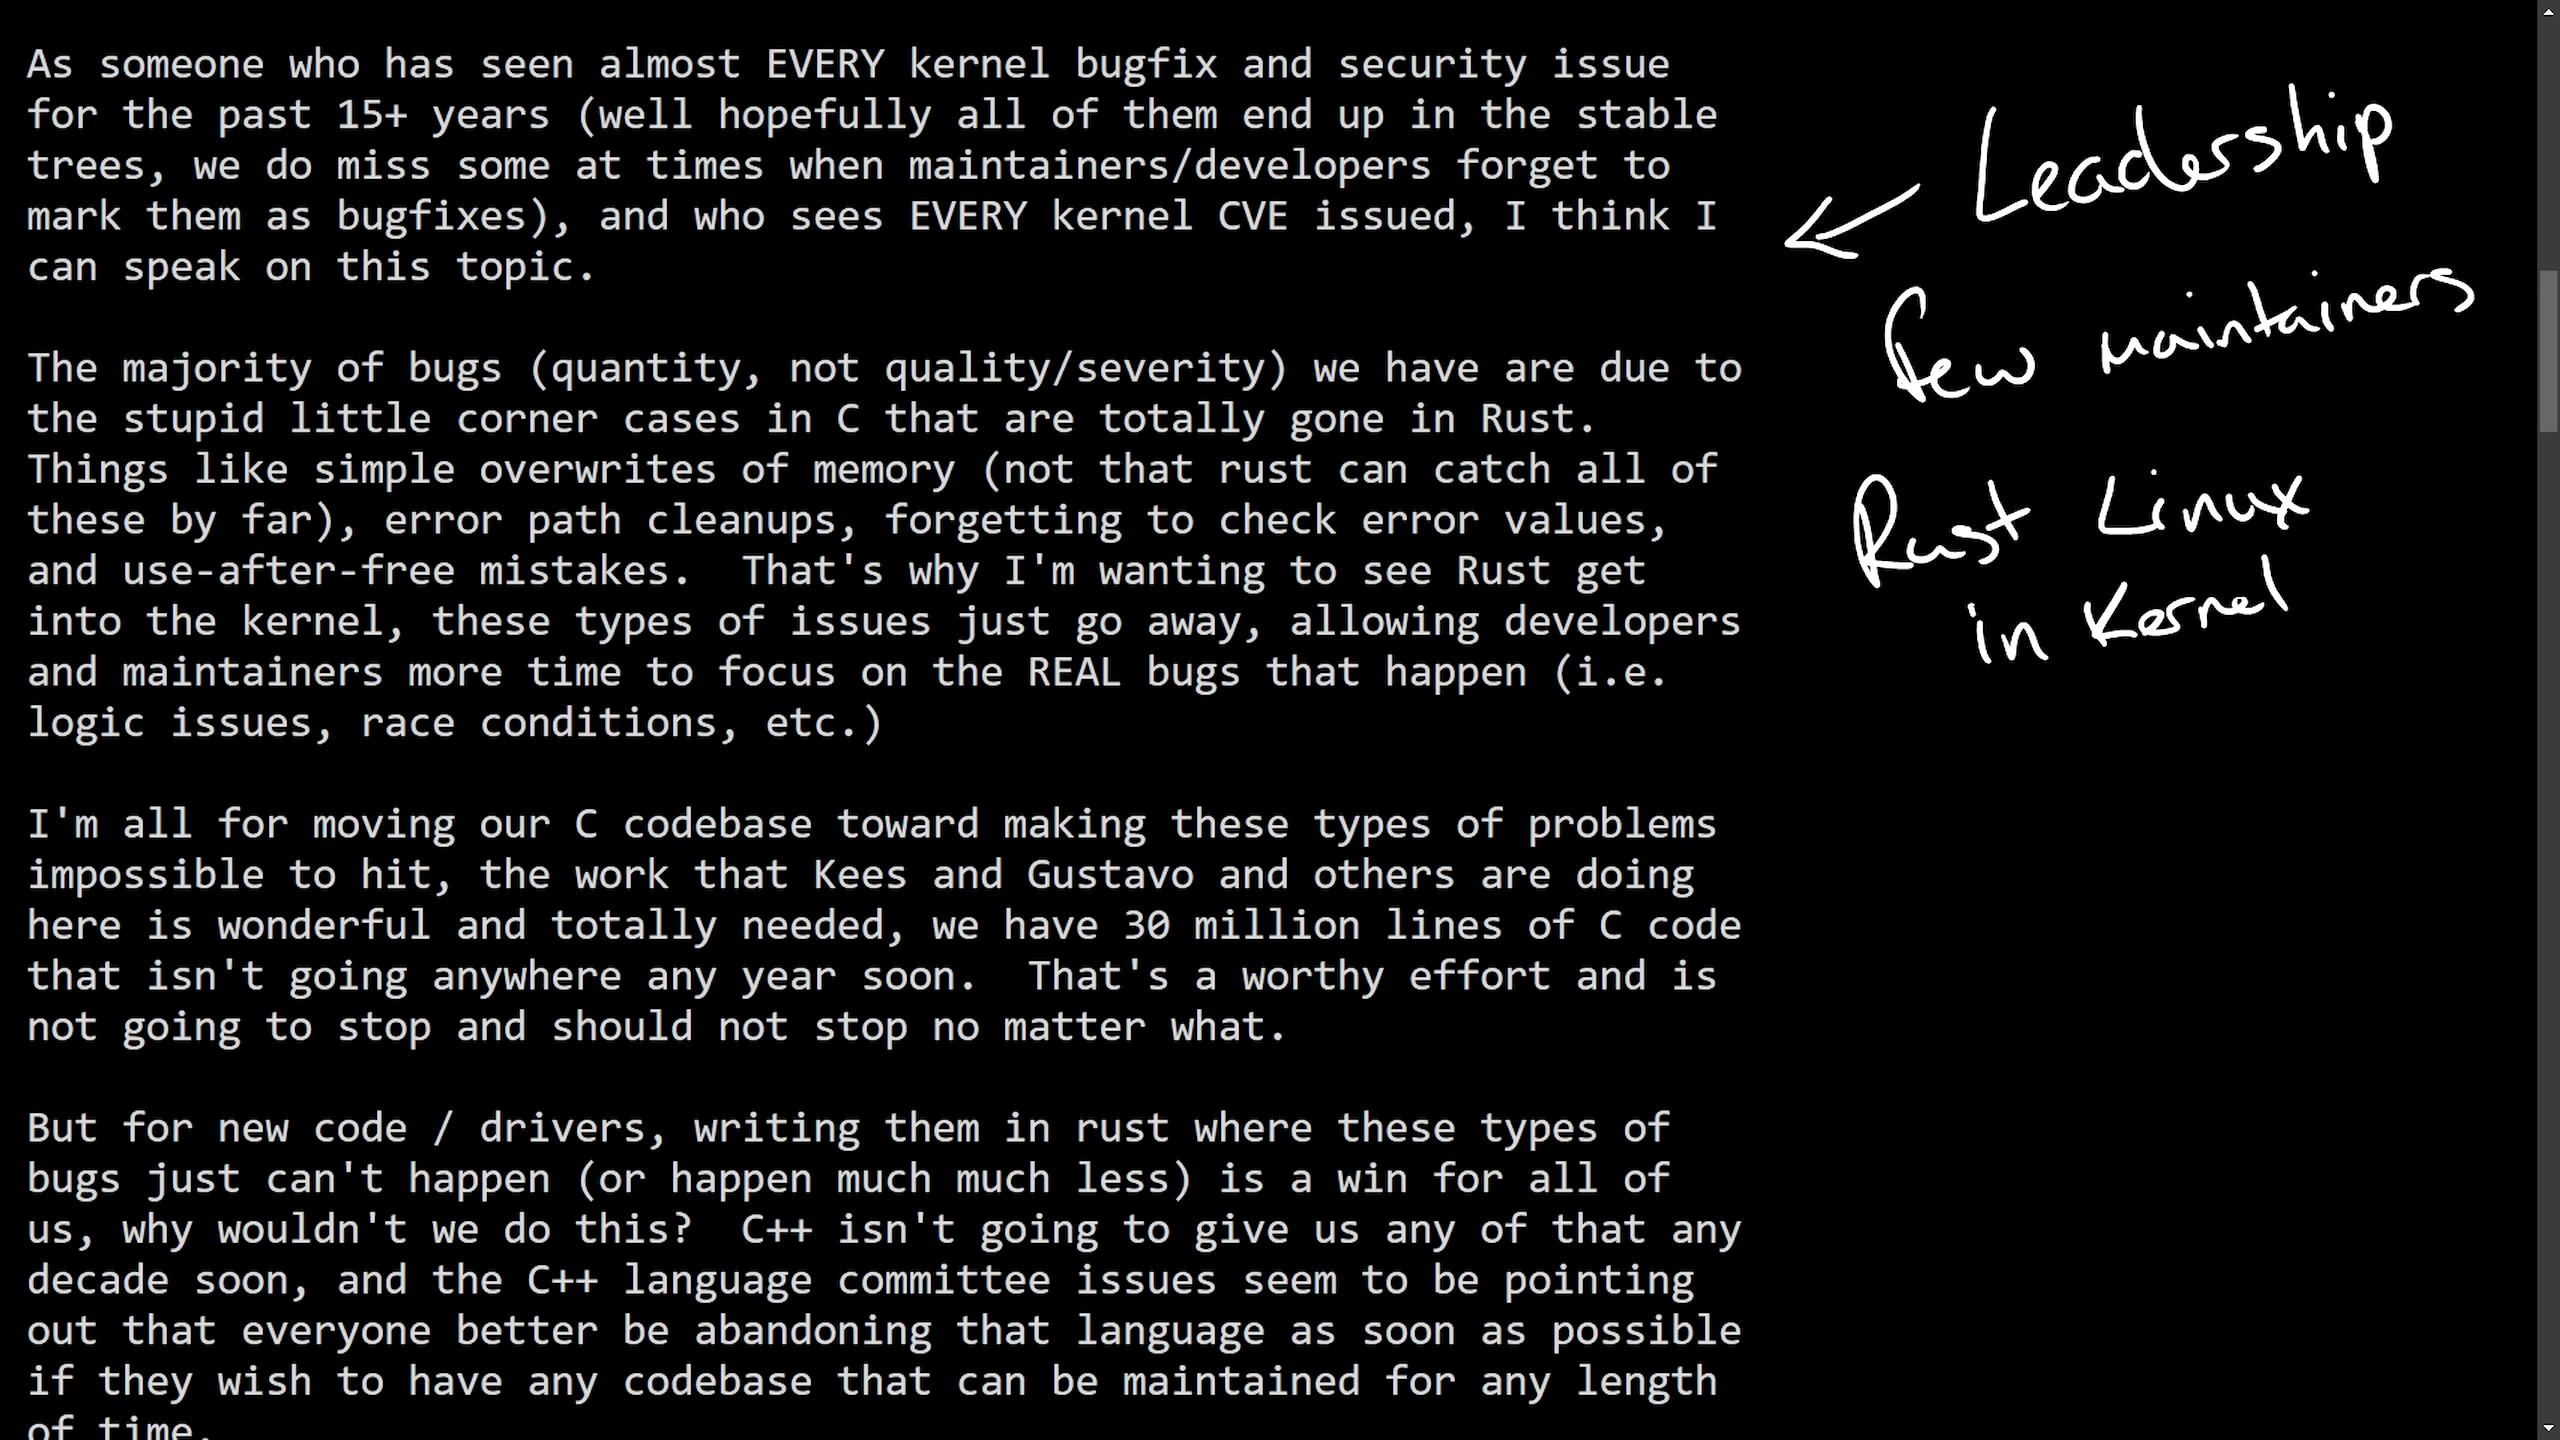 As someone who has seen almost EVERY kernel bugfix and security issue
for the past 15+ years (well hopefully all of them end up in the stable
trees, we do miss some at times when maintainers/developers forget to
mark them as bugfixes), and who sees EVERY kernel CVE issued, I think I
can speak on this topic.
The majority of bugs (quantity, not quality/severity) we have are due to
the stupid little corner cases in C that are totally gone in Rust.
Things like simple overwrites of memory (not that rust can catch all of
these by far), error path cleanups, forgetting to check error values,
and use-after-free mistakes.  That's why I'm wanting to see Rust get
into the kernel, these types of issues just go away, allowing developers
and maintainers more time to focus on the REAL bugs that happen (i.e.
logic issues, race conditions, etc.)
I'm all for moving our C codebase toward making these types of problems
impossible to hit, the work that Kees and Gustavo and others are doing
here is wonderful and totally needed, we have 30 million lines of C code
that isn't going anywhere any year soon.  That's a worthy effort and is
not going to stop and should not stop no matter what.
But for new code / drivers, writing them in rust where these types of
bugs just can't happen (or happen much much less) is a win for all of
us, why wouldn't we do this?  C++ isn't going to give us any of that any
decade soon, and the C++ language committee issues seem to be pointing
out that everyone better be abandoning that language as soon as possible
if they wish to have any codebase that can be maintained for any length
of time.
Leadership
few maintainers
Rust Linux
in Kernel